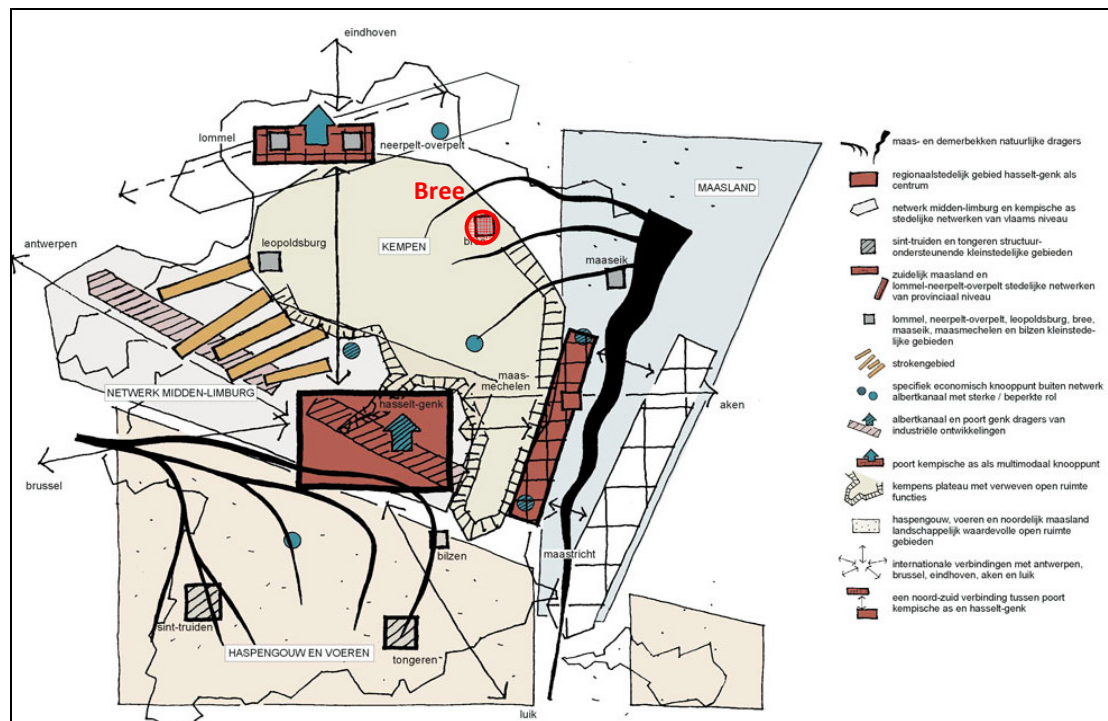 eindhoven
lommel
neerpelt-overpelt
Bree
MAASLAND
antwerpen
leopoldsburg
KEMPEN
maaseik
NETWERK MIDDEN-LIMBURG
maas-
mechelen
hasselt-genk
aken
brussel
bilzen
maastricht
sint-truiden
HASPENGOUW EN VOEREN
tongeren
luik
maas- en demerbekken natuurlijke dragers
regionaalstedelijk gebied hasselt-genk als
centrum
netwerk midden-limburg en kempische as
stedelijke netwerken van vlaams niveau
sint-truiden en tongeren structuur-
ondersteunende kleinstedelijke gebieden
zuidelijk maasland en
lommel-neerpelt-overpelt stedelijke netwerken
van provinciaal niveau
lommel, neerpelt-overpelt, leopoldsburg, bree,
maaseik, maasmechelen en bilzen kleinstede-
lijke gebieden
strokengebied
specifiek economisch knooppunt buiten netwerk
albertkanaal met sterke / beperkte rol
albertkanaal en poort genk dragers van
industriële ontwikkelingen
poort kempische as als multimodaal knooppunt
kempens plateau met verweven open ruimte
functies
haspengouw, voeren en noordelijk maasland
landschappelijk waardevolle open ruimte
gebieden
internationale verbindingen met antwerpen,
brussel, eindhoven, aken en luik
een noord-zuid verbinding tussen poort
kempische as en hasselt-genk